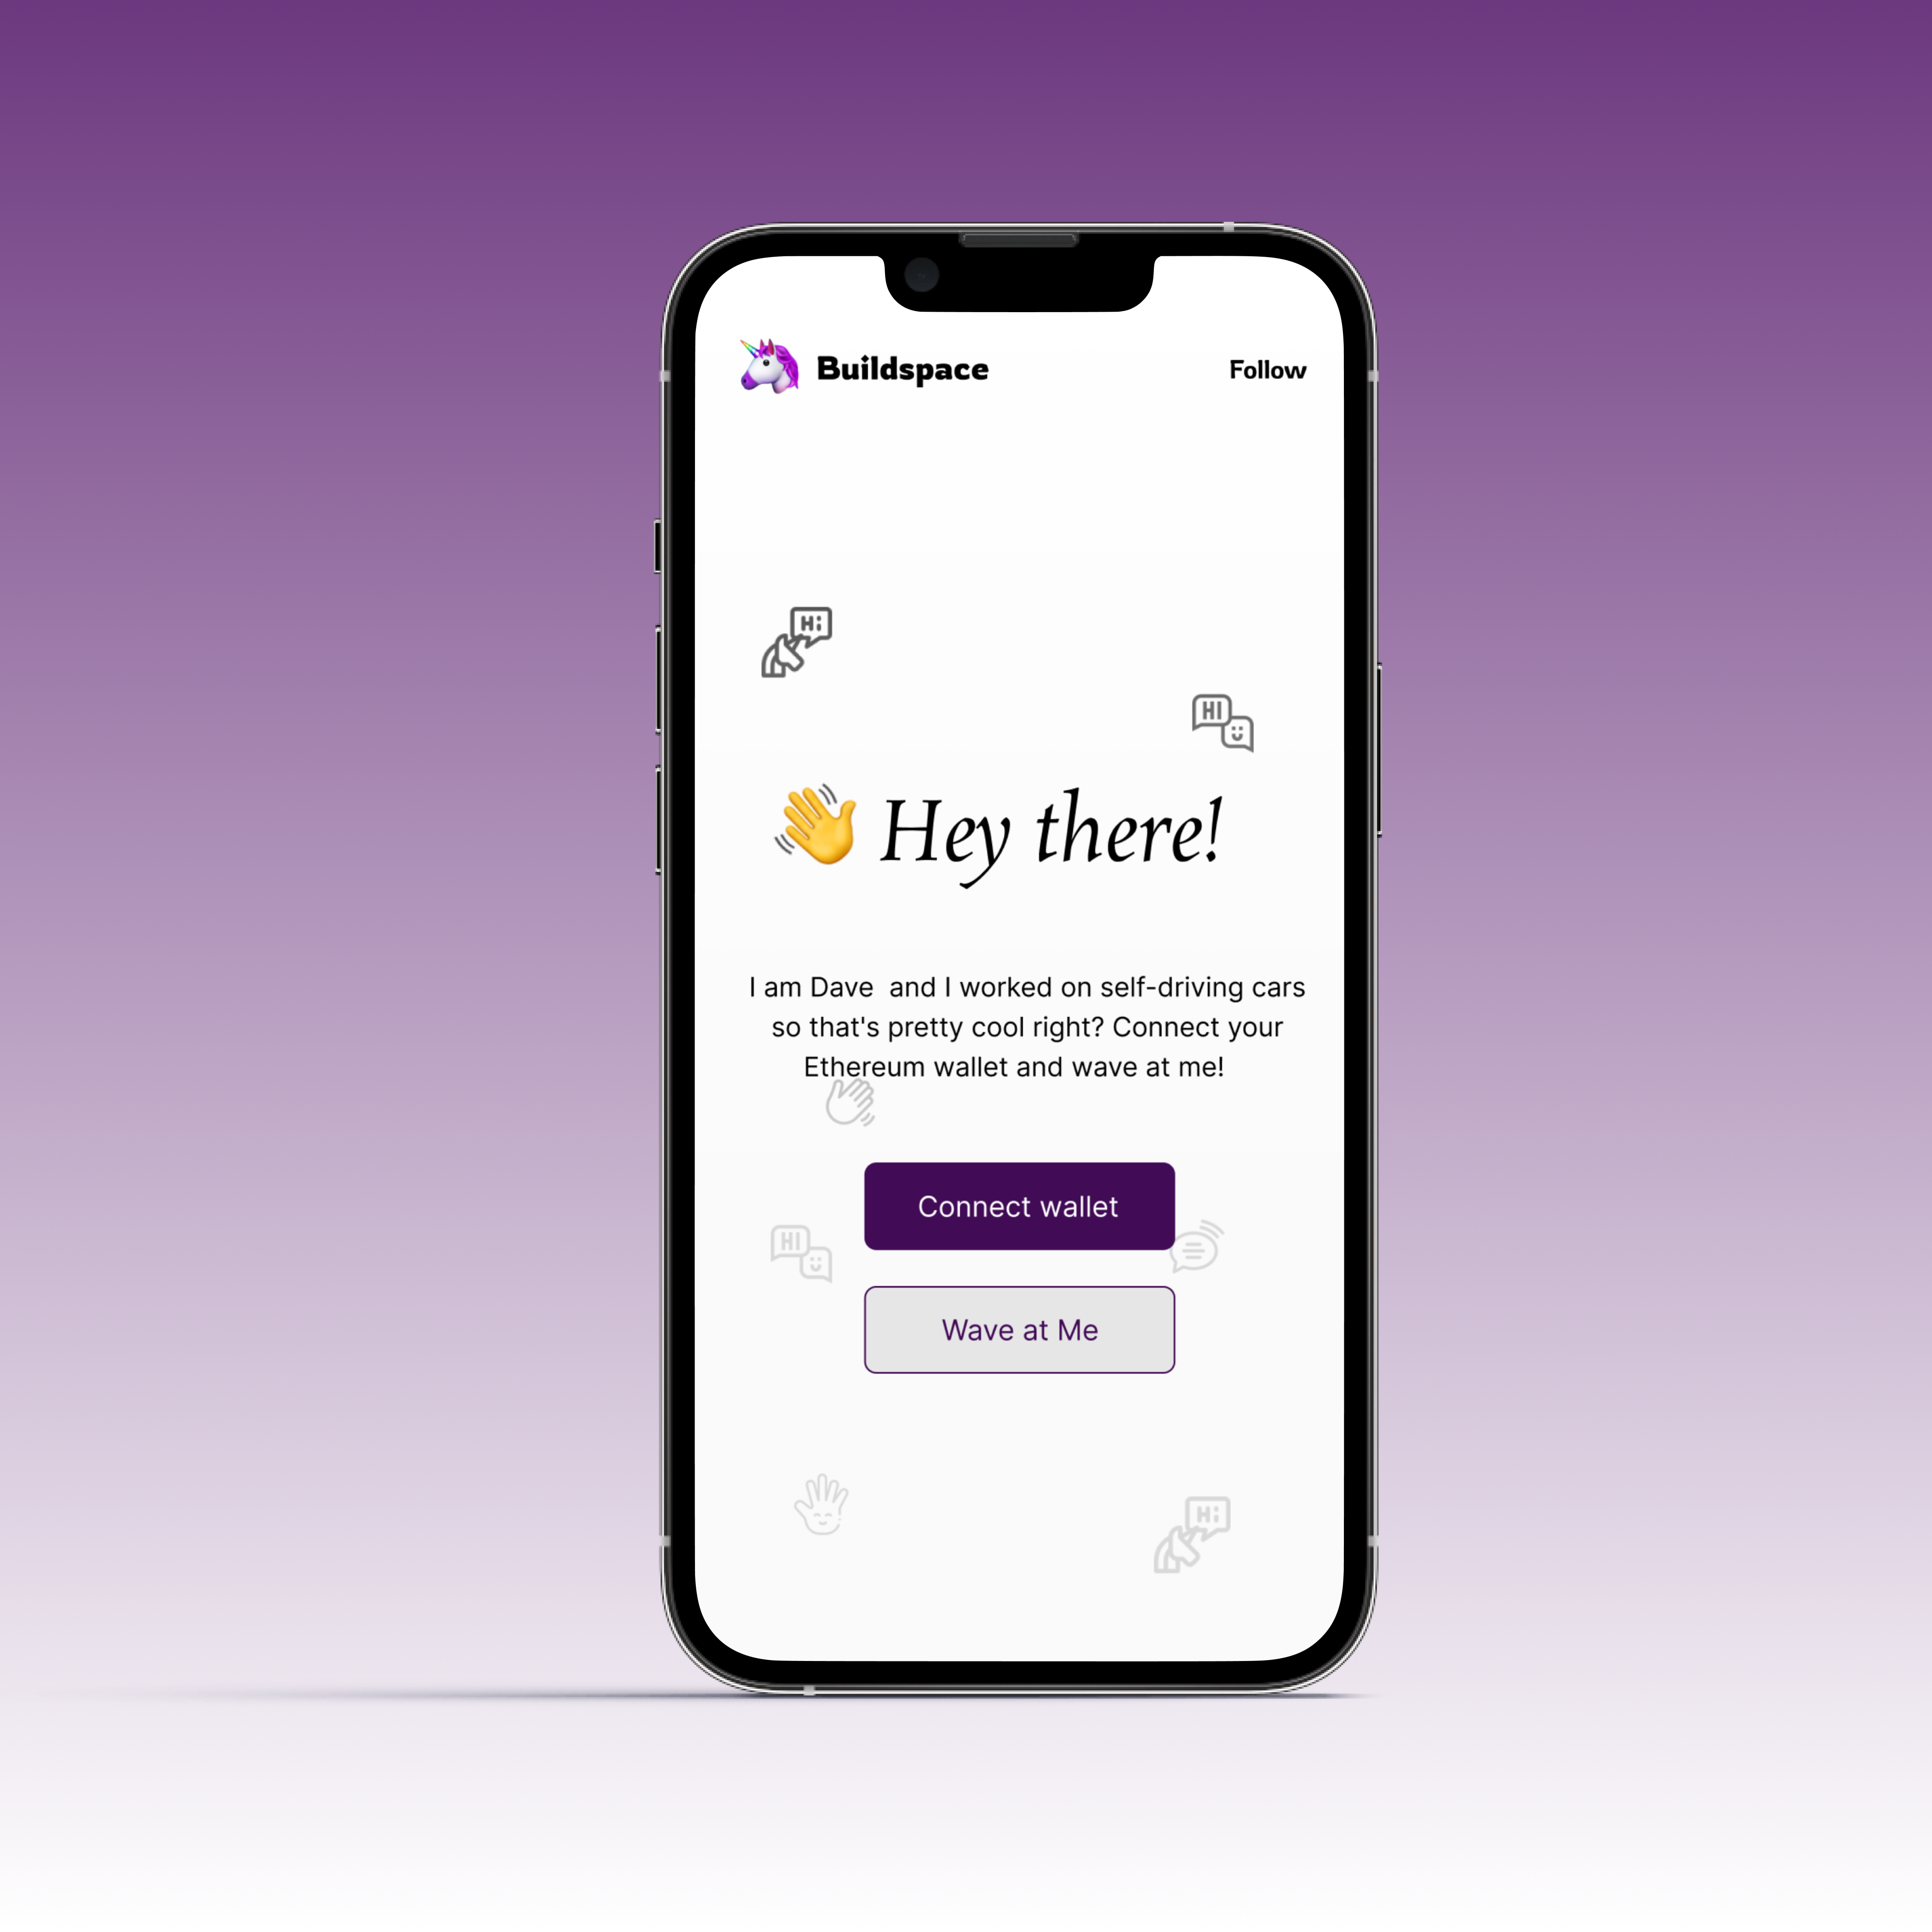 Buildspace
Follow
Hi
HI
👋 Hey there!
I am Dave  and I worked on self-driving cars
so that's pretty cool right? Connect your
Ethereum wallet and wave at me!
Connect wallet
HI
Wave at Me
Hi